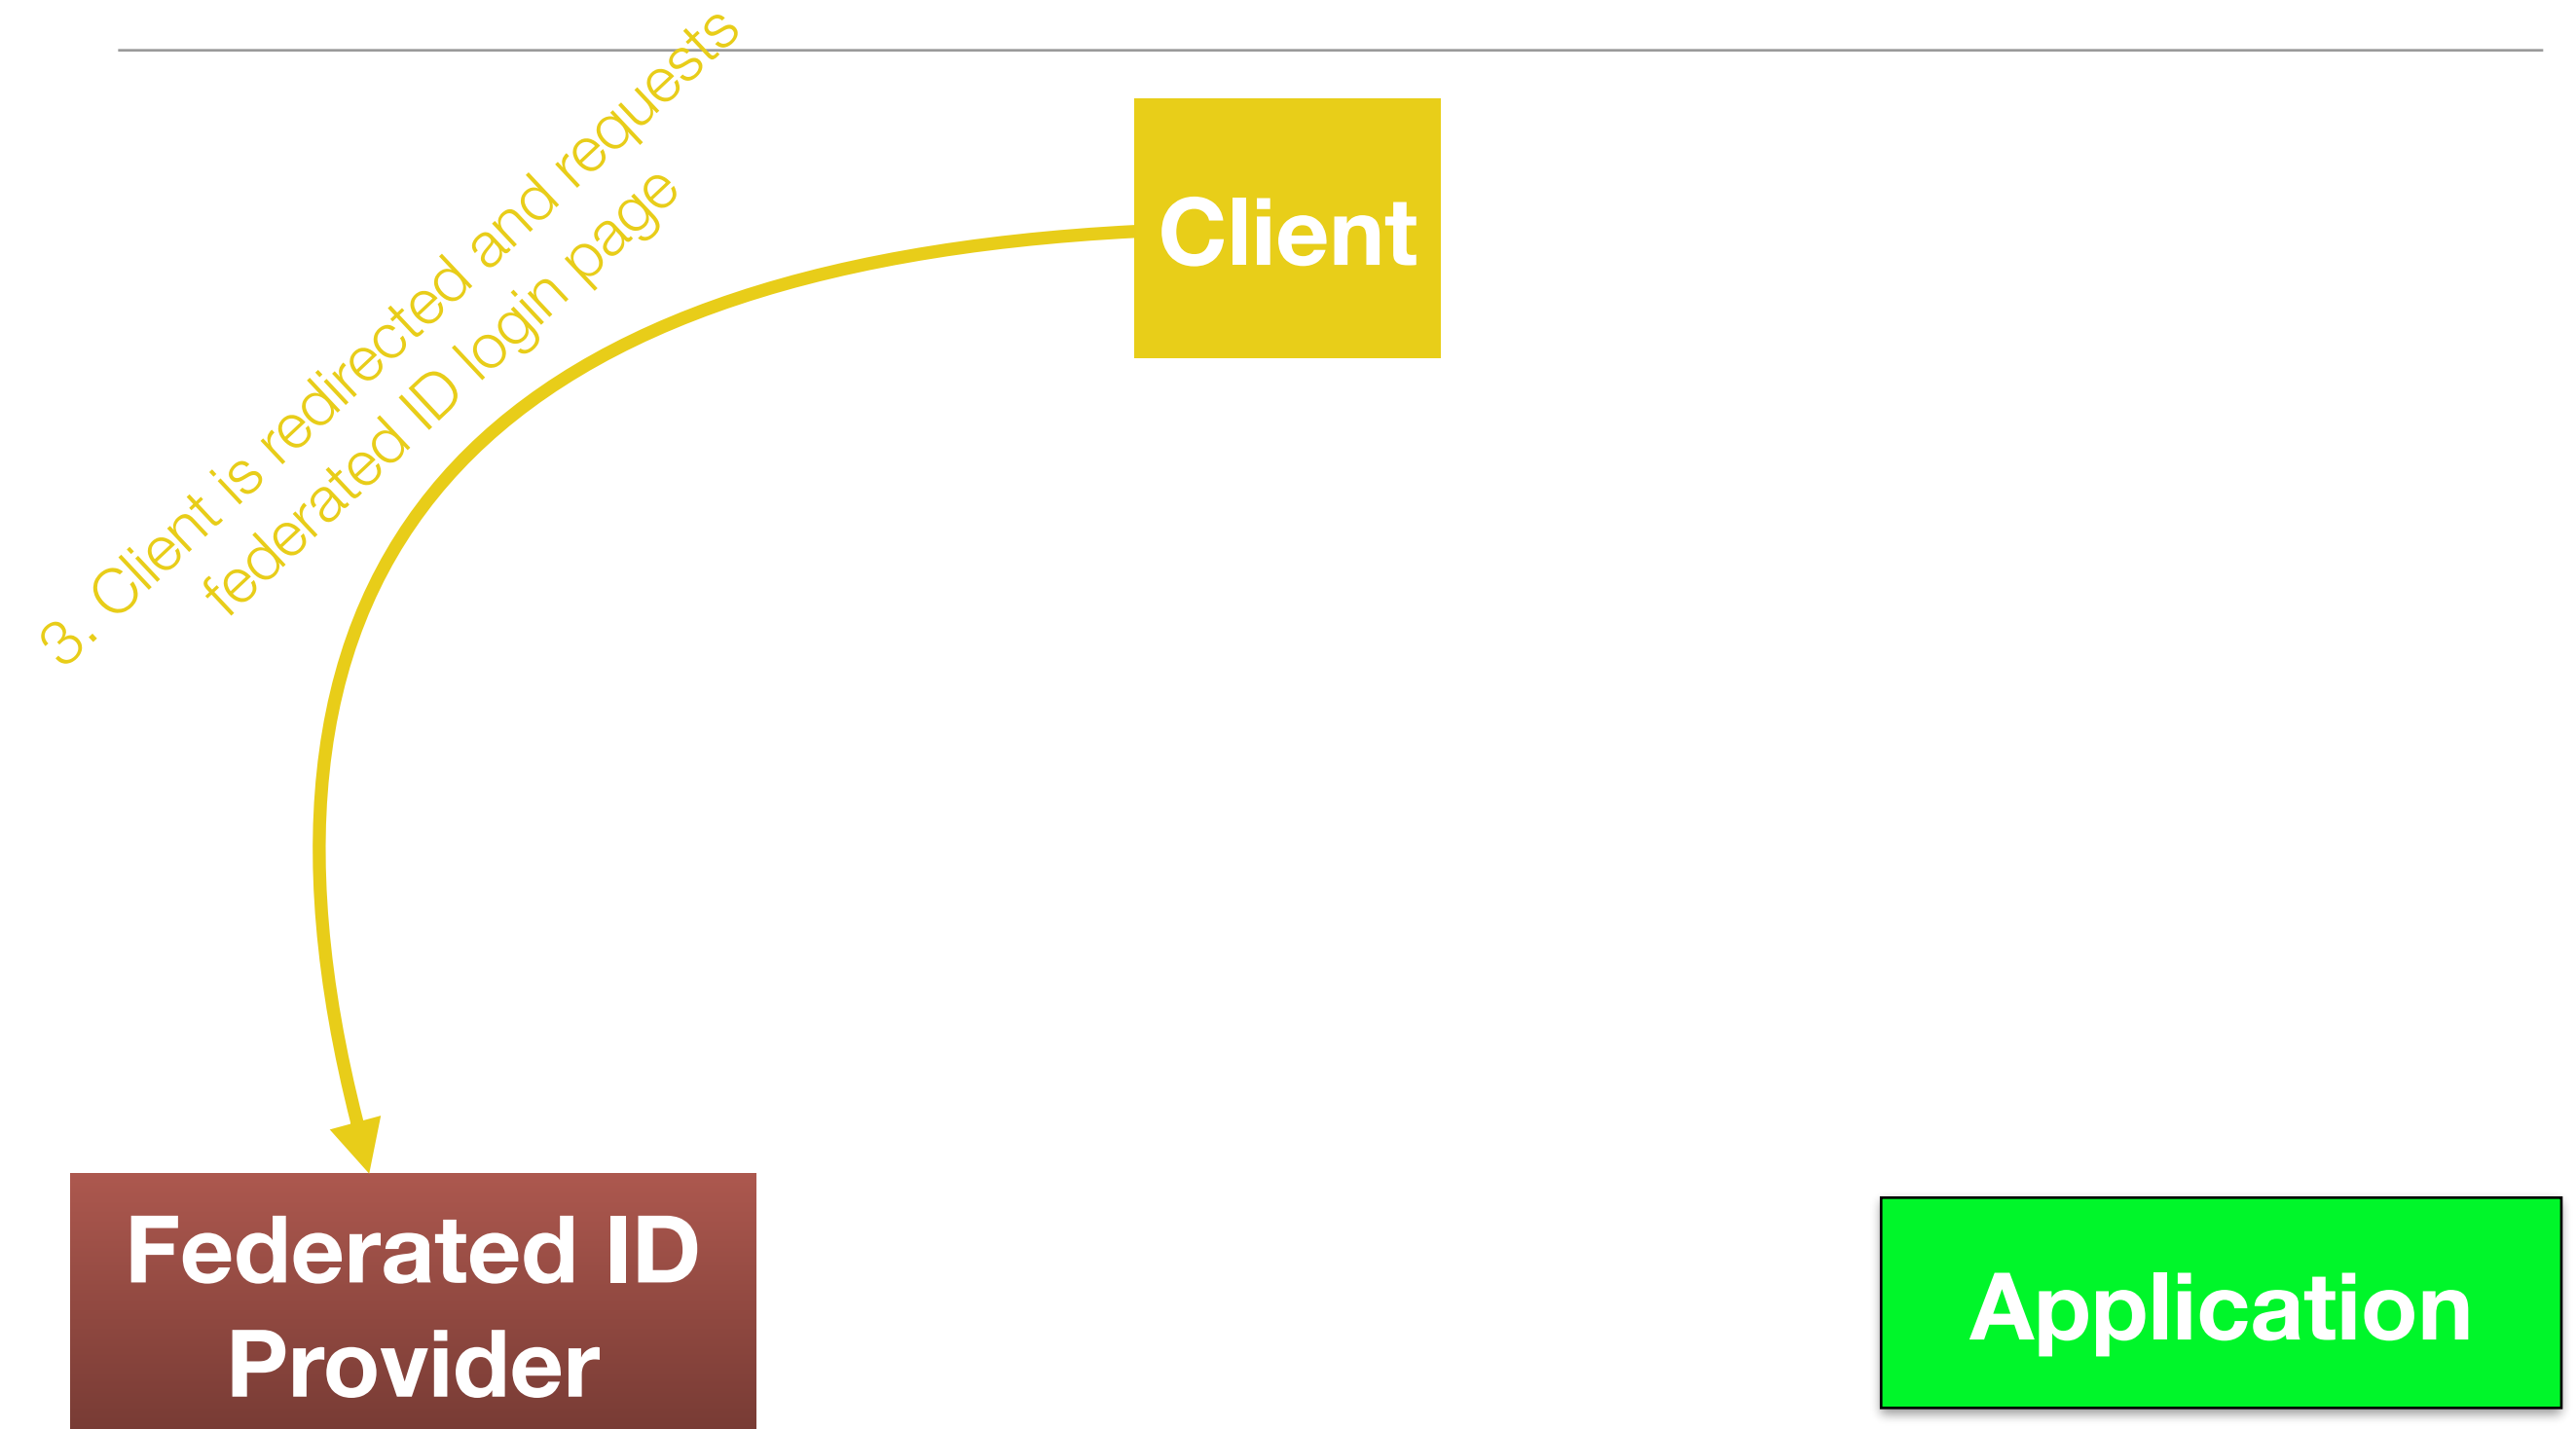 3. Client is redirected and requests
federated ID login page
Client
Federated ID
Provider
Application